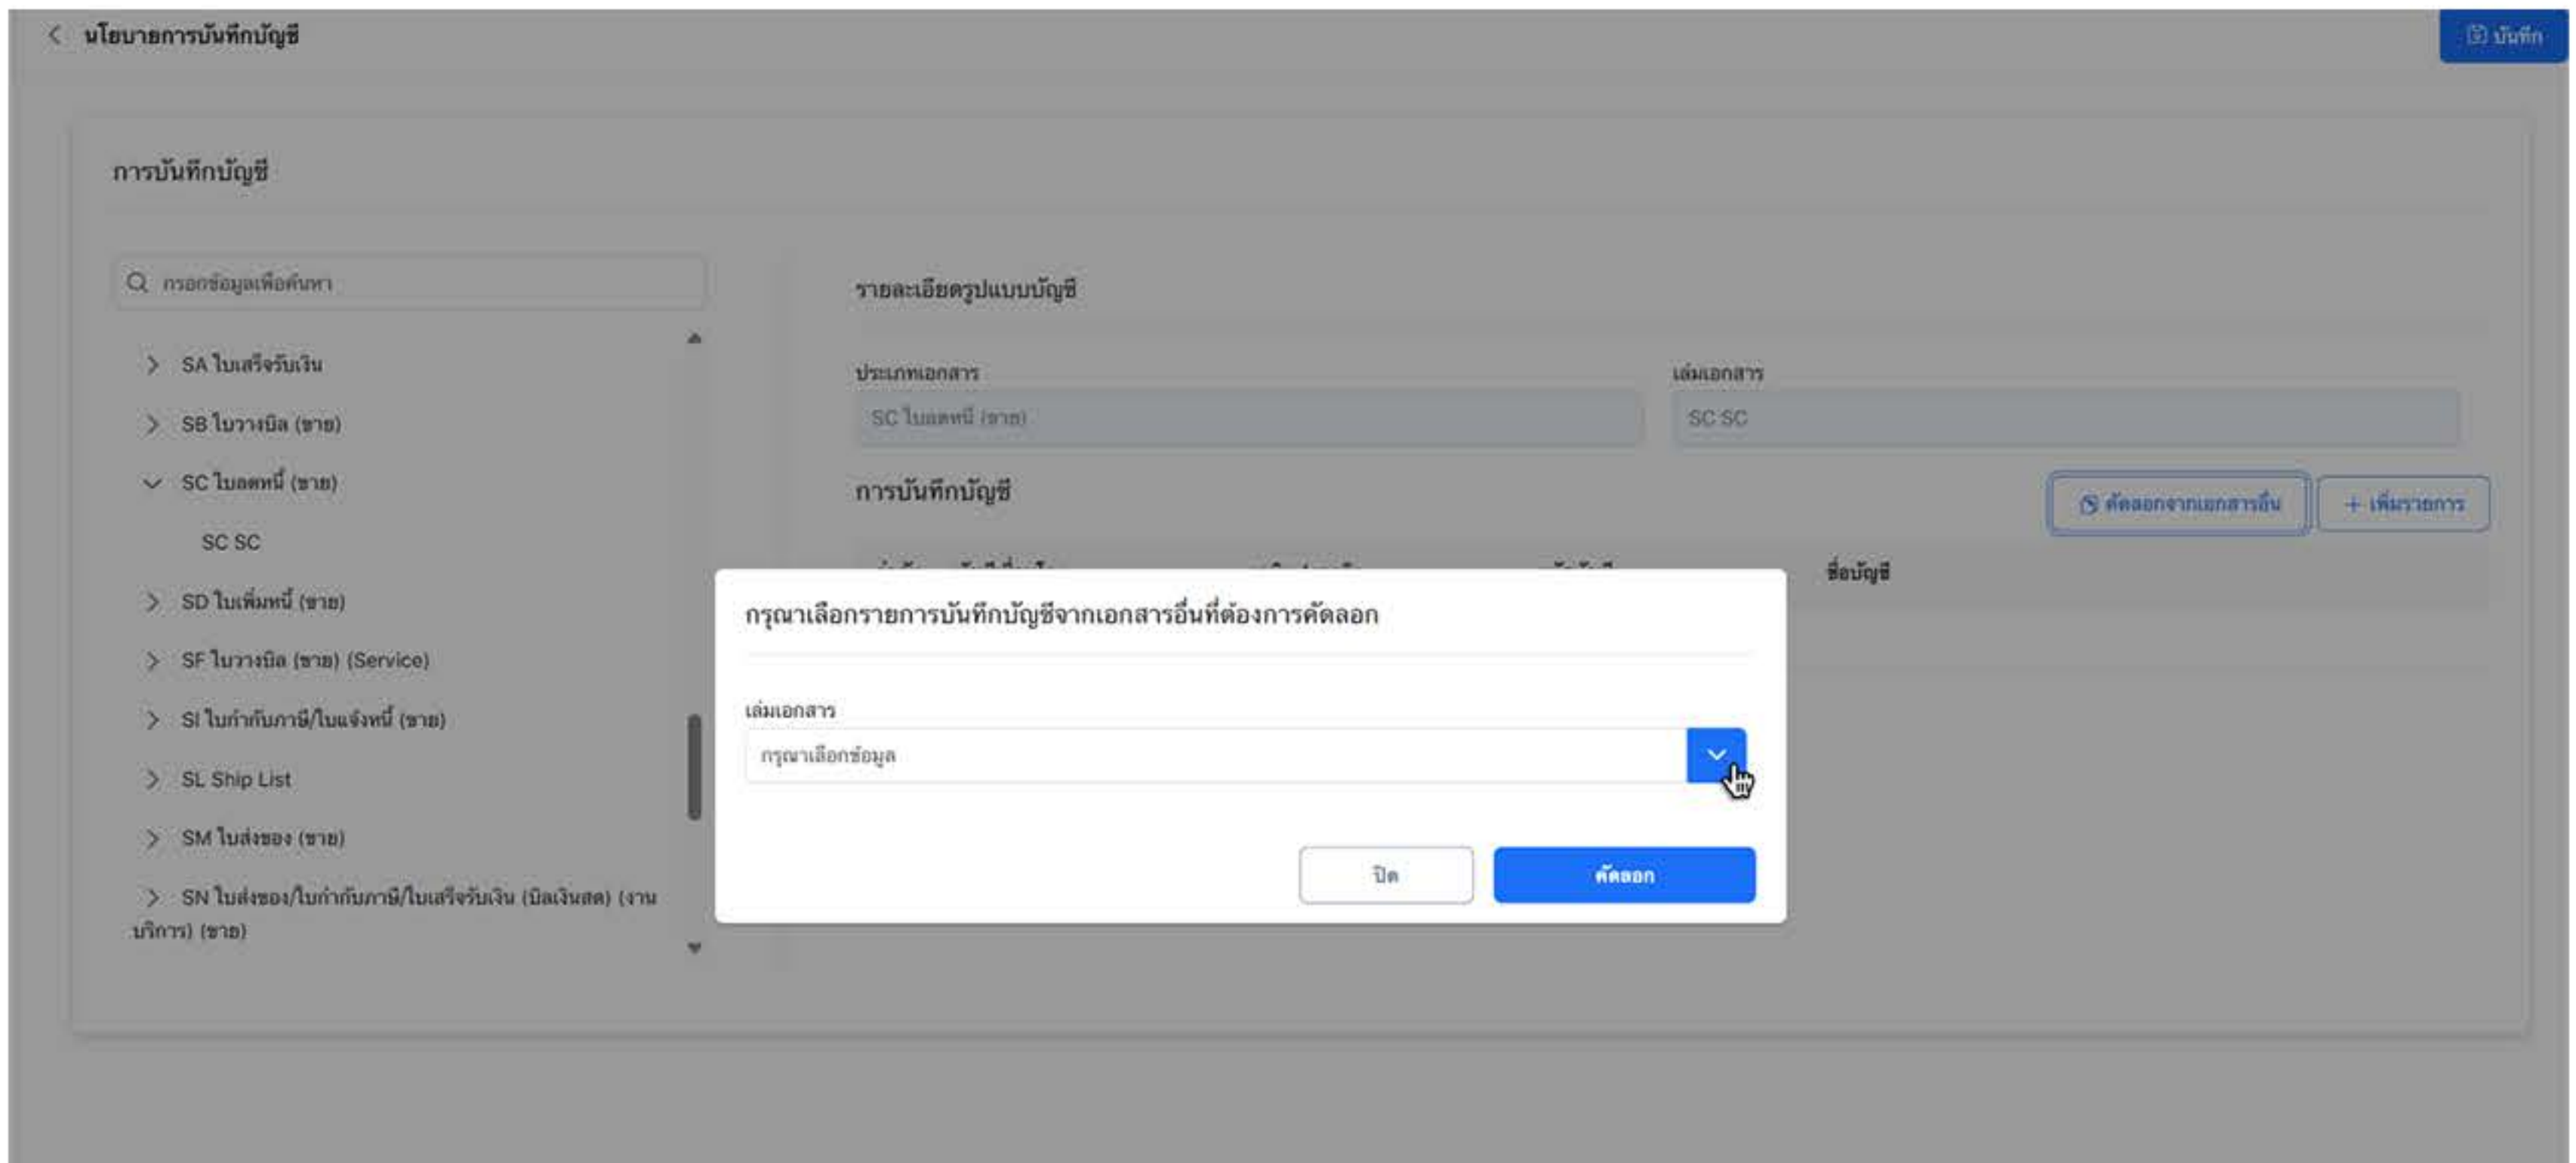 นโยบายการบันทึกบัญชี
บันทึก
การบันทึกบัญชี
กรอกข้อมูลเพื่อค้นหา
SA ใบเสร็จรับเงิน
SB ใบวางบิล (ขาย)
SC ใบลดหนี้ (ขาย)
SC SC
SD ใบเพิ่มหนี้ (ขาย)
SF ใบวางบิล (ขาย) (Service)
SI ใบกำกับภาษี/ใบแจ้งหนี้ (ขาย)
SL Ship List
SM ใบส่งของ (ขาย)
SN ใบส่งของ/ใบกำกับภาษี/ใบเสร็จรับเงิน (บิลเงินสด) (งาน
บริการ) (ขาย)
รายละเอียดรูปแบบบัญชี
ประเภทเอกสาร
เล่มเอกสาร
SC ใบลดหนี้ (ขาย)
SC SC
การบันทึกบัญชี
คัดลอกจากเอกสารอื่น
+ เพิ่มรายการ
ชื่อบัญชี
กรุณาเลือกรายการบันทึกบัญชีจากเอกสารอื่นที่ต้องการคัดลอก
เล่มเอกสาร
กรุณาเลือกข้อมูล
ปิด
คัดลอก